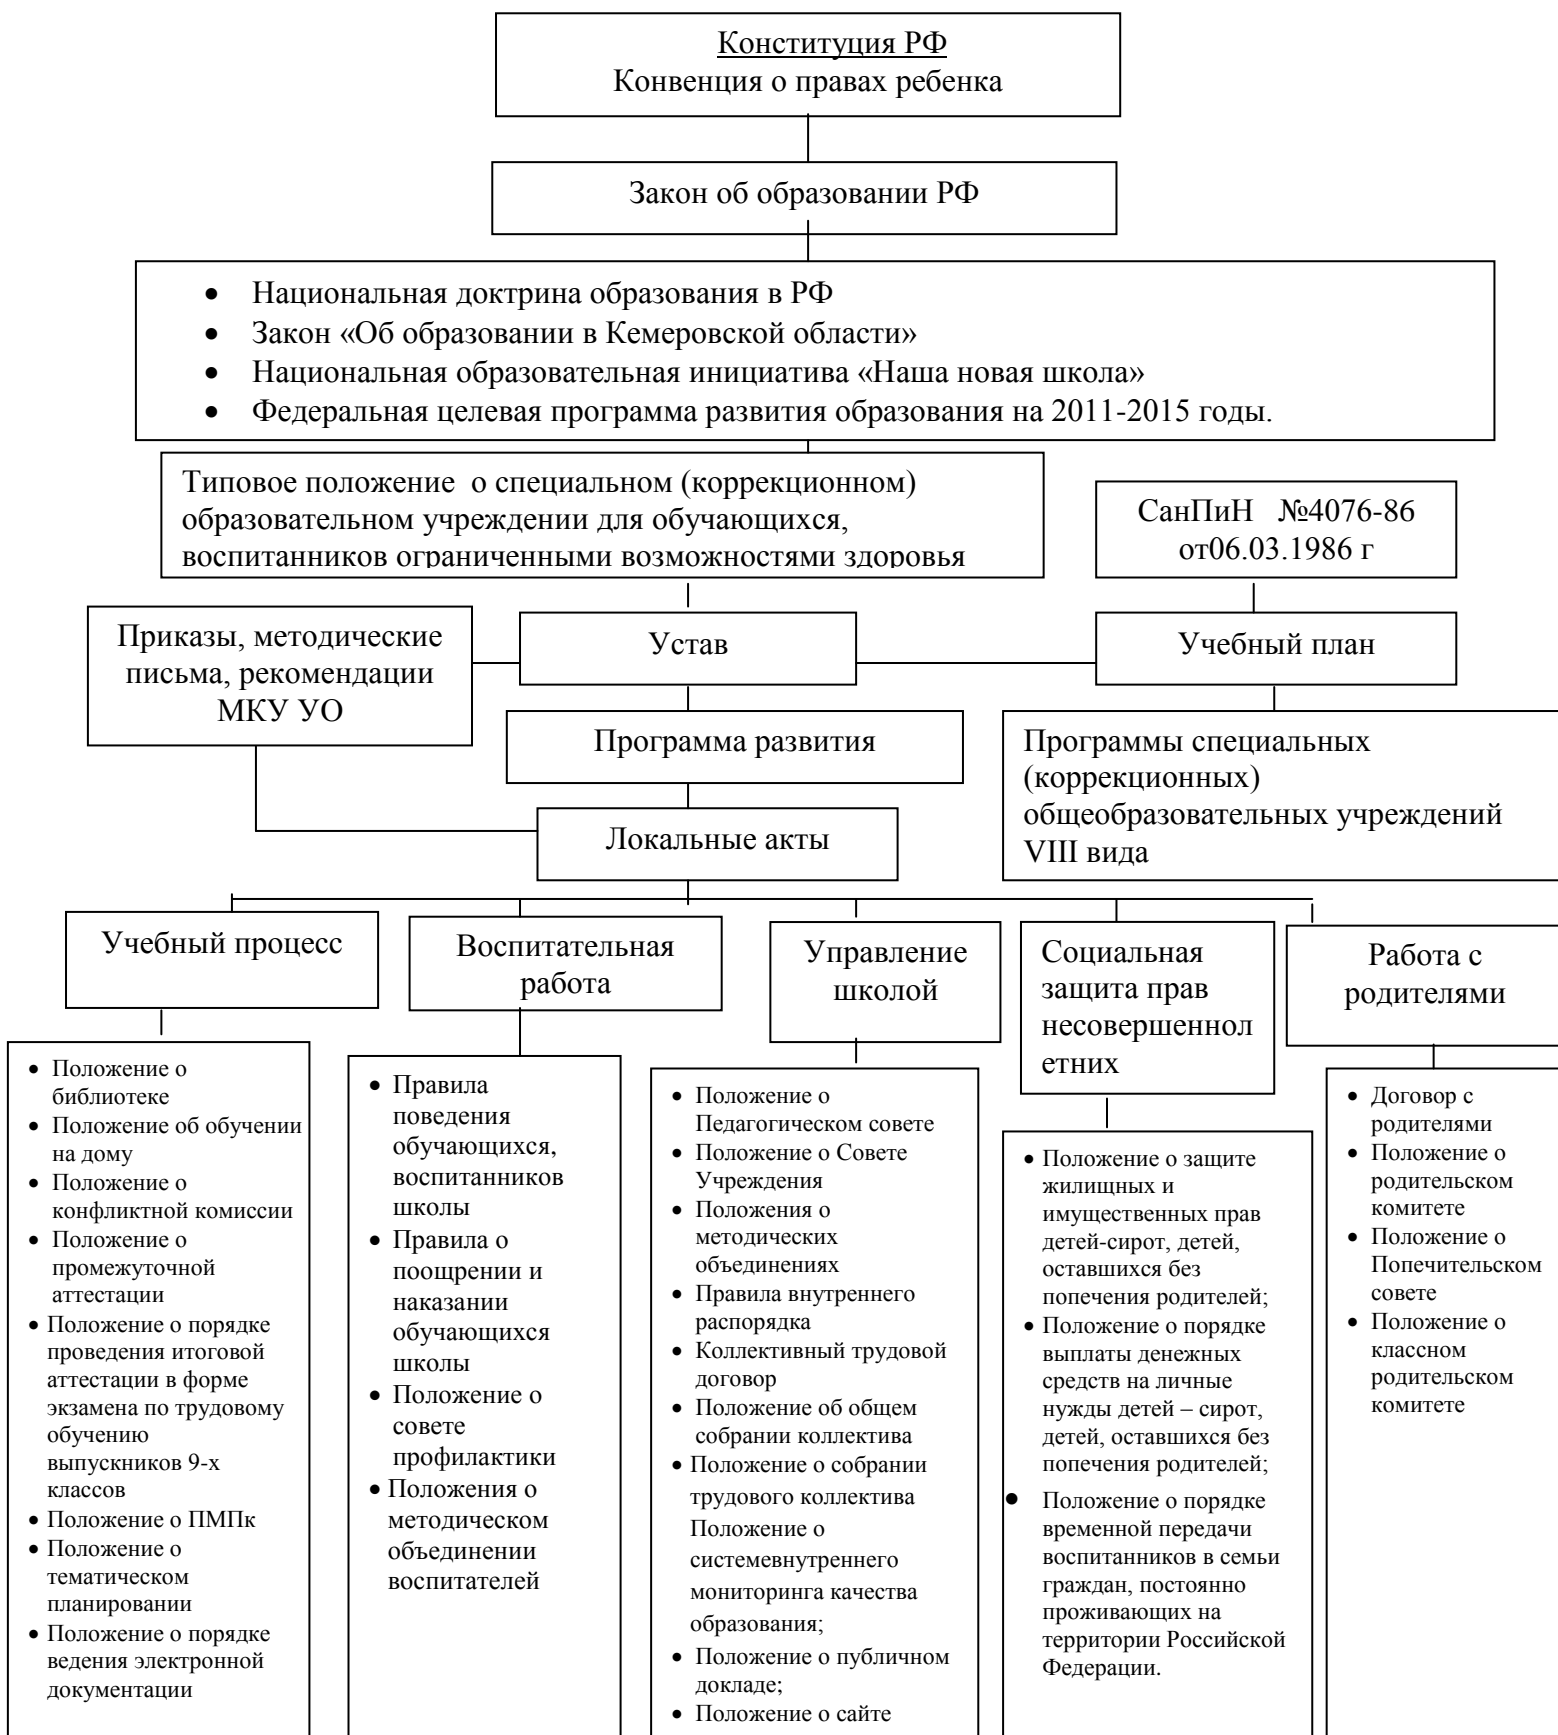 Конституция РФ
Конвенция о правах ребенка
Закон об образовании РФ
• Национальная доктрина образования в РФ
• Закон «Об образовании в Кемеровской области»
• Национальная образовательная инициатива «Наша новая школа»
• Федеральная целевая программа развития образования на 2011-2015 годы.
Типовое положение о специальном (коррекционном)
образовательном учреждении для обучающихся,
воспитанников ограниченными возможностями здоровья
СанПиН №4076-86
от06.03.1986 г
Приказы, методические
письма, рекомендации
МКУ УО
Устав
Учебный план
Программа развития
Программы специальных
(коррекционных)
общеобразовательных учреждений
VIII вида
Локальные акты
Учебный процесс
Воспитательная
работа
Управление
школой
Социальная
защита прав
несовершеннол
етних
Работа с
родителями
• Положение о
библиотеке
• Положение об обучении
на дому
• Положение о
конфликтной комиссии
• Положение о
промежуточной
аттестации
• Положение о порядке
проведения итоговой
аттестации в форме
экзамена по трудовому
обучению
выпускников 9-х
классов
• Положение о ПМПк
• Положение о
тематическом
планировании
• Положение о порядке
ведения электронной
документации
• Правила
поведения
обучающихся,
воспитанников
школы
• Правила о
поощрении и
наказании
обучающихся
школы
• Положение о
совете
профилактики
• Положения о
методическом
объединении
воспитателей
• Положение о
Педагогическом совете
• Положение о Совете
Учреждения
• Положения о
методических
объединениях
• Правила внутреннего
распорядка
• Коллективный трудовой
договор
• Положение об общем
собрании коллектива
• Положение о собрании
трудового коллектива
Положение о
системевнутреннего
мониторинга качества
образования;
• Положение о публичном
докладе;
• Положение о сайте
• Положение о защите
жилищных и
имущественных прав
детей-сирот, детей,
оставшихся без
попечения родителей;
• Положение о порядке
выплаты денежных
средств на личные
нужды детей – сирот,
детей, оставшихся без
попечения родителей;
• Положение о порядке
временной передачи
воспитанников в семьи
граждан, постоянно
проживающих на
территории Российской
Федерации.
• Договор с
родителями
• Положение о
родительском
комитете
• Положение о
Попечительском
совете
• Положение о
классном
родительском
комитете